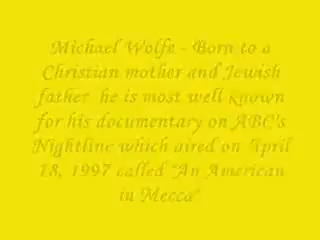 Michael Wolfe - Born to a
Christian mother and Jewish
father he is most well known
for his documentary on ABC's
Nightline which aired on April
18, 1997 called "An American
in Mecca"